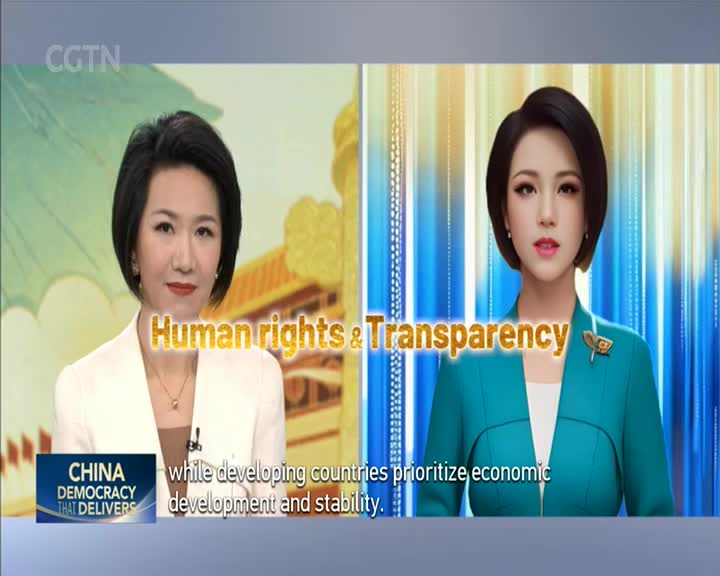 CGTN
Human rights & Transparency
while developing countries prioritize economic
development and stability.
CHINA
DEMOCRACY
THAT DELIVERS